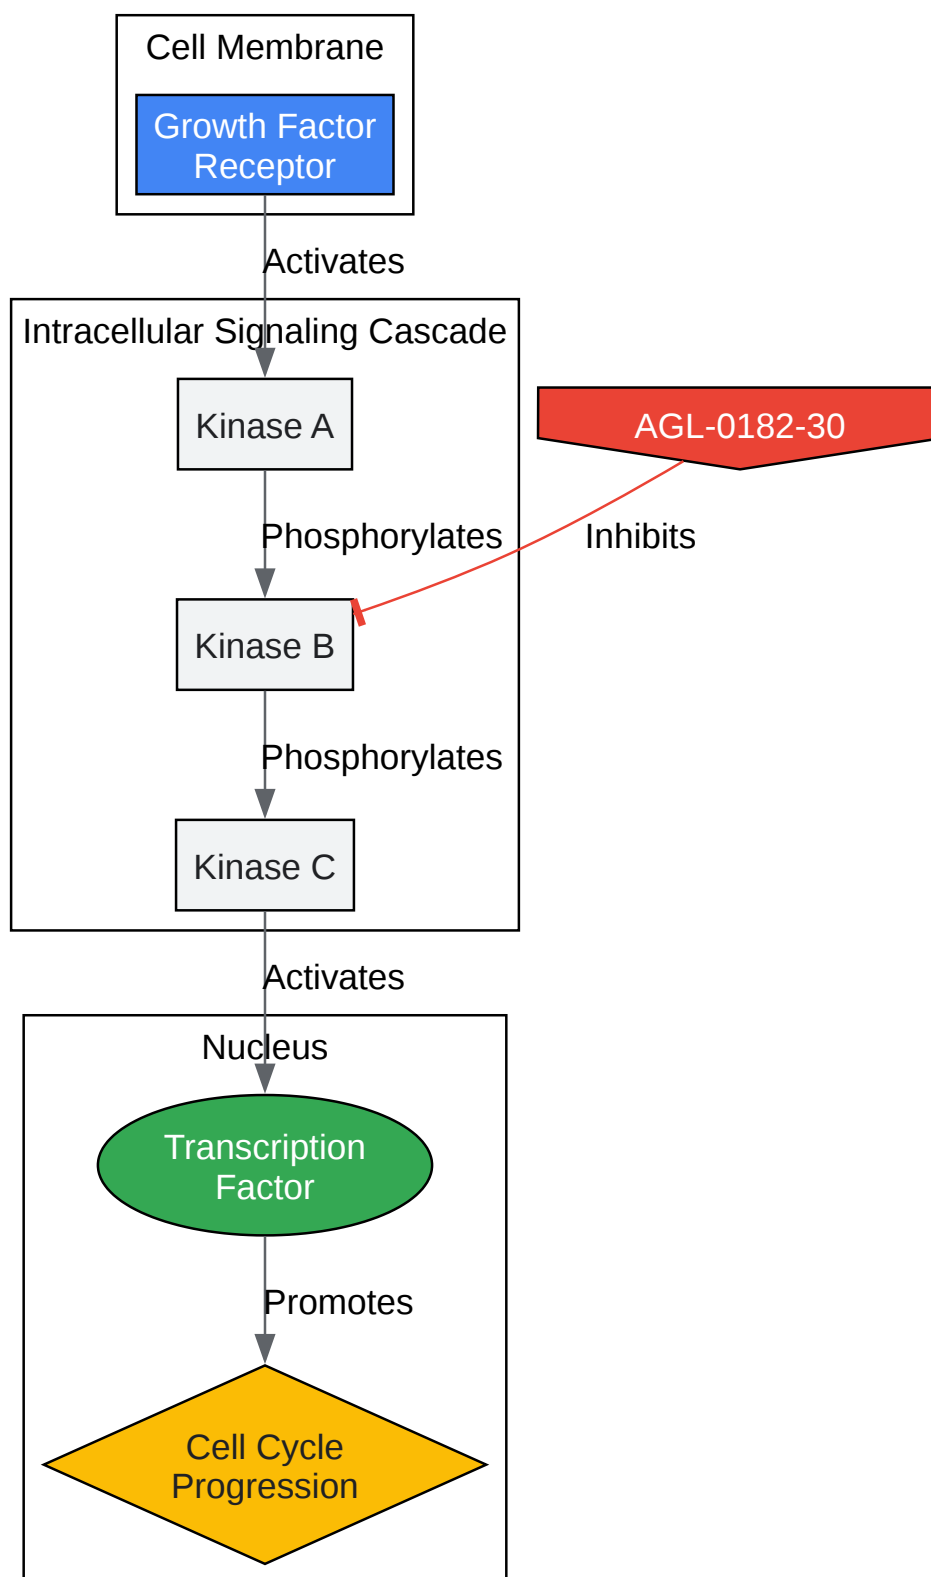 Cell Membrane
Growth Factor
Receptor
Activates
Intracellular Signaling Cascade
Kinase A
AGL-0182-30
Phosphorylates
Inhibits
Kinase B
Phosphorylates
Kinase C
Activates
Nucleus
Transcription
Factor
Promotes
Cell Cycle
Progression